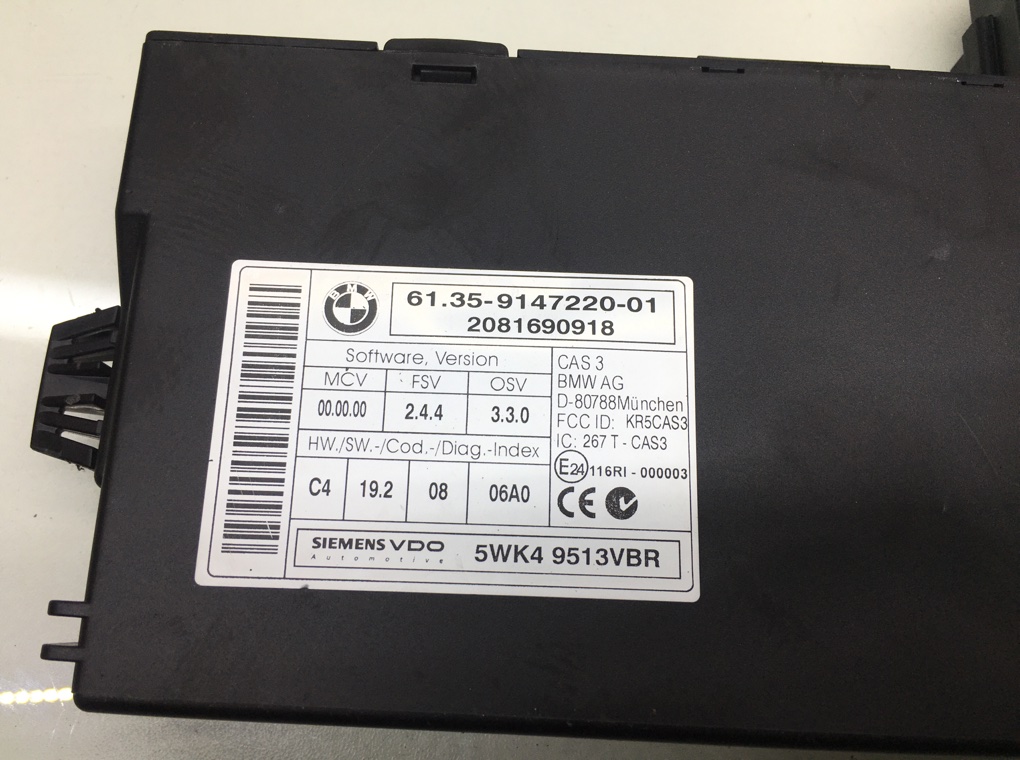 BMW
61.35-9147220-01
2081690918
Software, Version
MCV FSV OSV
00.00.00 2.4.4 3.3.0
HW./SW.-/Cod.-/Diag.-Index
C4 19.2 08 06A0
CAS 3
BMW AG
D-80788München
FCC ID: KR5CAS3
IC: 267 T - CAS3
E24 116RI - 000003
CE
SIEMENS VDO
Automotive
5WK4 9513VBR